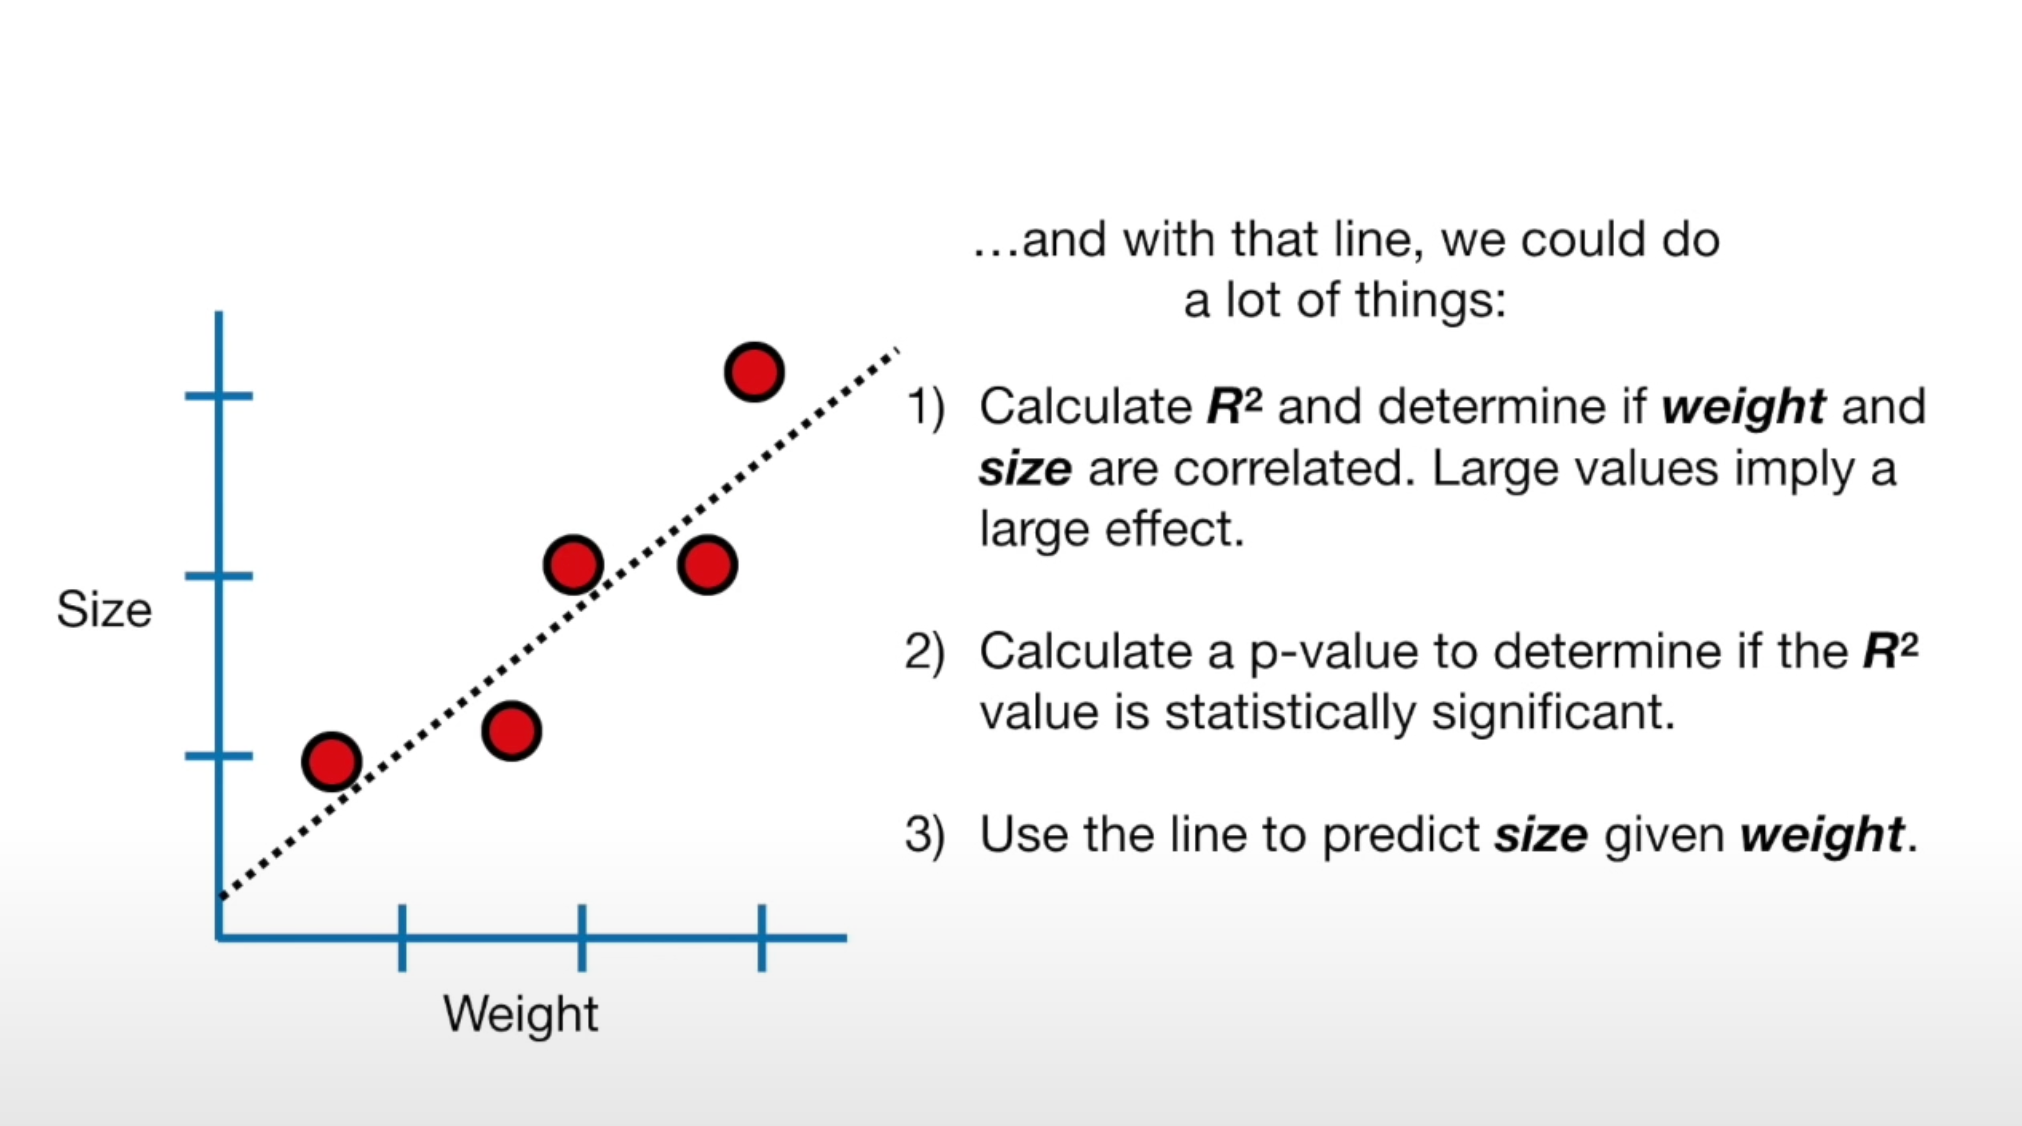 …and with that line, we could do
a lot of things:
1) Calculate R² and determine if weight and
size are correlated. Large values imply a
large effect.
2) Calculate a p-value to determine if the R²
value is statistically significant.
3) Use the line to predict size given weight.
Size
Weight